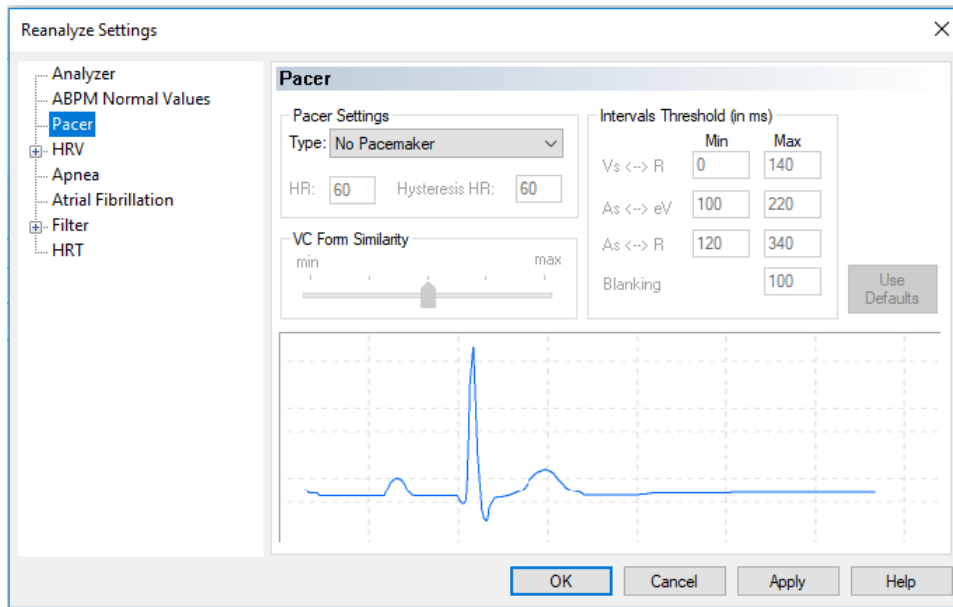 Reanalyze Settings
Analyzer
ABPM Normal Values
Pacer
HRV
Apnea
Atrial Fibrillation
Filter
HRT
Pacer
Pacer Settings
Type: No Pacemaker
HR: 60 Hysteresis HR: 60
VC Form Similarity
min max
Intervals Threshold (in ms)
Min Max
Vs <--> R 0 140
As <--> eV 100 220
As <--> R 120 340
Blanking 100
Use
Defaults
OK Cancel Apply Help